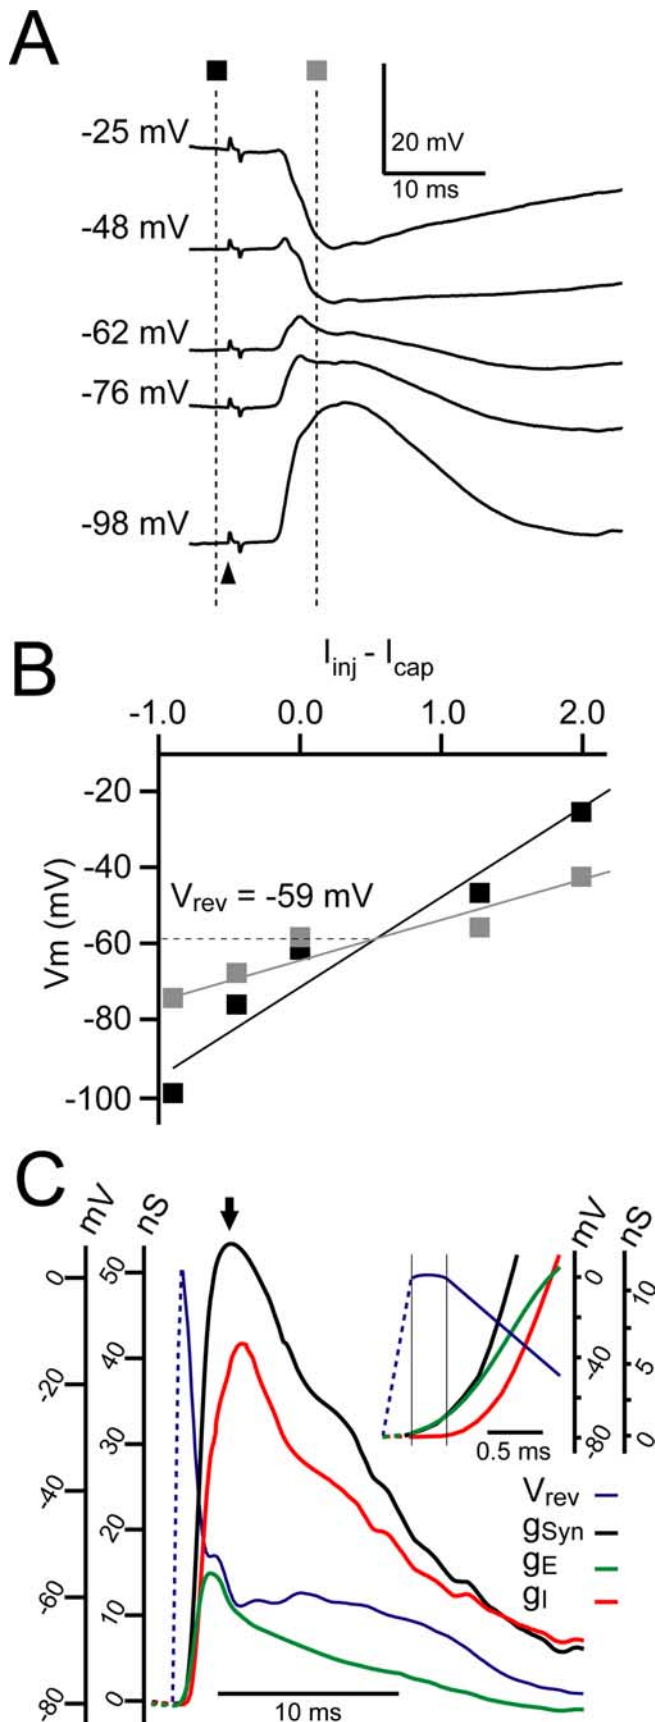 A
-25 mV
20 mV
10 ms
-48 mV
-62 mV
-76 mV
-98 mV
B
Iinj - Icap
-1.0 0.0 1.0 2.0
Vm (mV)
-20
-40
Vrev = -59 mV
-60
-80
-100
C
mV nS
0 50
-20 40
-40 30
20
-60 10
-80 0
10 ms
mV nS
0 10
-40 5
-80 0
0.5 ms
Vrev
gSyn
gE
gI